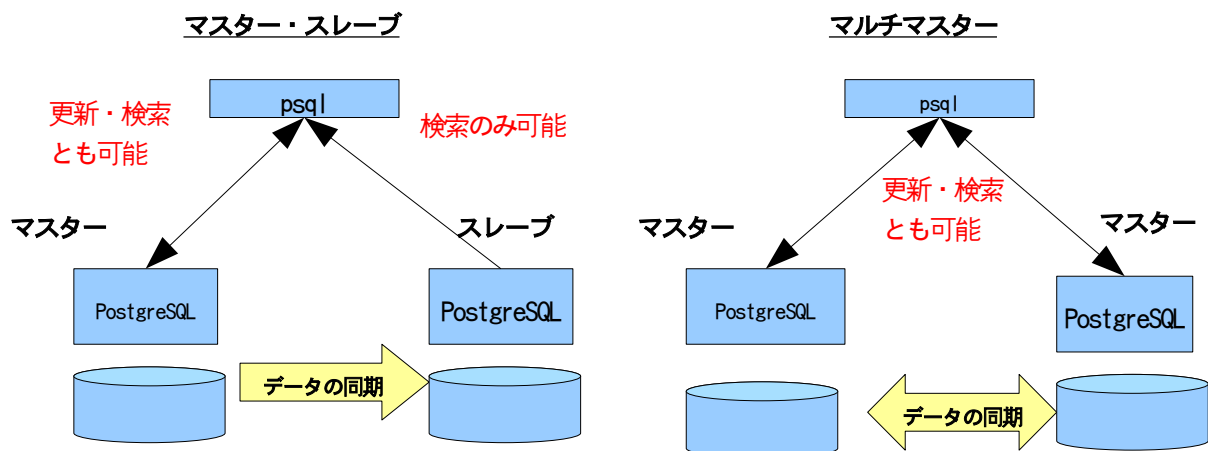 マスター・スレーブ
psql
更新・検索
とも可能
検索のみ可能
マスター
スレーブ
PostgreSQL
PostgreSQL
データの同期
マルチマスター
psql
更新・検索
とも可能
マスター
マスター
PostgreSQL
PostgreSQL
データの同期